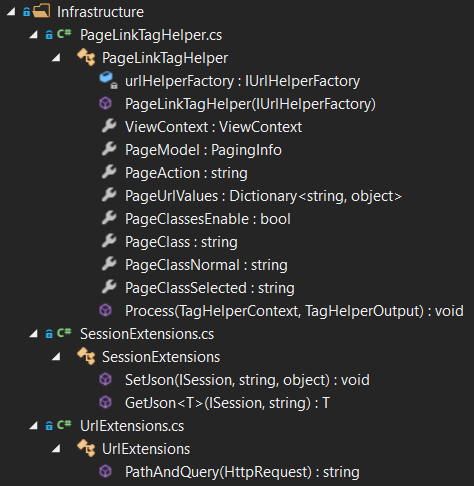 Infrastructure
C# PageLinkTagHelper.cs
PageLinkTagHelper
urlHelperFactory : IUrlHelperFactory
PageLinkTagHelper(IUrlHelperFactory)
ViewContext : ViewContext
PageModel : PagingInfo
PageAction : string
PageUrlValues : Dictionary<string, object>
PageClassesEnable : bool
PageClass : string
PageClassNormal : string
PageClassSelected : string
Process(TagHelperContext, TagHelperOutput) : void
C# SessionExtensions.cs
SessionExtensions
SetJson(ISession, string, object) : void
GetJson<T>(ISession, string) : T
C# UrlExtensions.cs
UrlExtensions
PathAndQuery(HttpRequest) : string